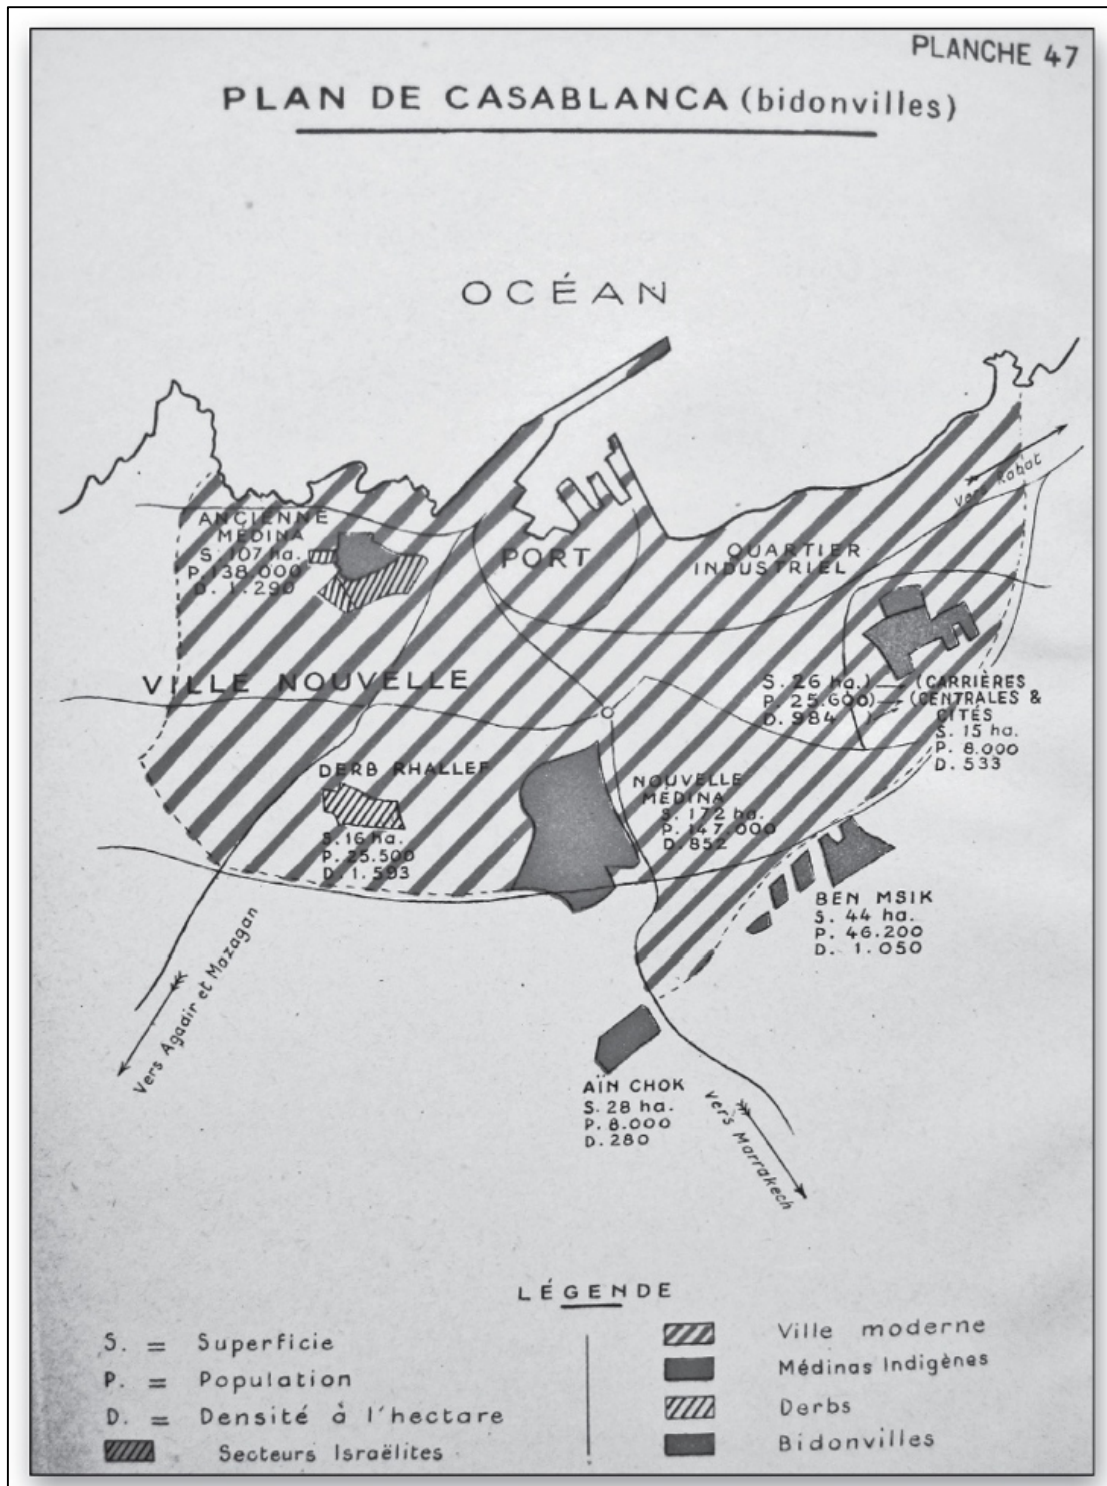 PLANCHE 47
PLAN DE CASABLANCA (bidonvilles)
OCÉAN
Vers Rabat
ANCIENNE
MÉDINA
S. 107 ha.
P. 138.000
D. 1.290
PORT
QUARTIER
INDUSTRIEL
VILLE NOUVELLE
S. 26 ha.) (CARRIÈRES
P. 25.600) (CENTRALES &
D. 984 ) CITÉS
S. 15 ha.
P. 8.000
D. 533
DERB RHALLEF
S. 16 ha.
P. 25.500
D. 1.593
NOUVELLE
MÉDINA
S. 172 ha.
P. 147.000
D. 852
BEN MSIK
S. 44 ha.
P. 46.200
D. 1.050
Vers Agadir et Mazagan
AÏN CHOK
S. 28 ha.
P. 8.000
D. 280
vers Marrakech
LÉGENDE
S. = Superficie
P. = Population
D. = Densité à l'hectare
Secteurs Israëlites
Ville moderne
Médinas Indigènes
Derbs
Bidonvilles